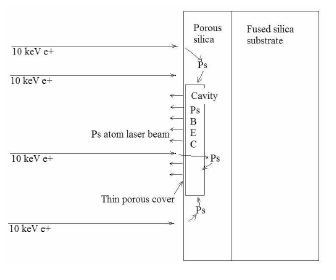 Porous
silica
Fused silica
substrate
10 keV e+
Ps
10 keV e+
Cavity
Ps
B
E
C
Ps atom laser beam
10 keV e+
Ps
Thin porous cover
Ps
10 keV e+